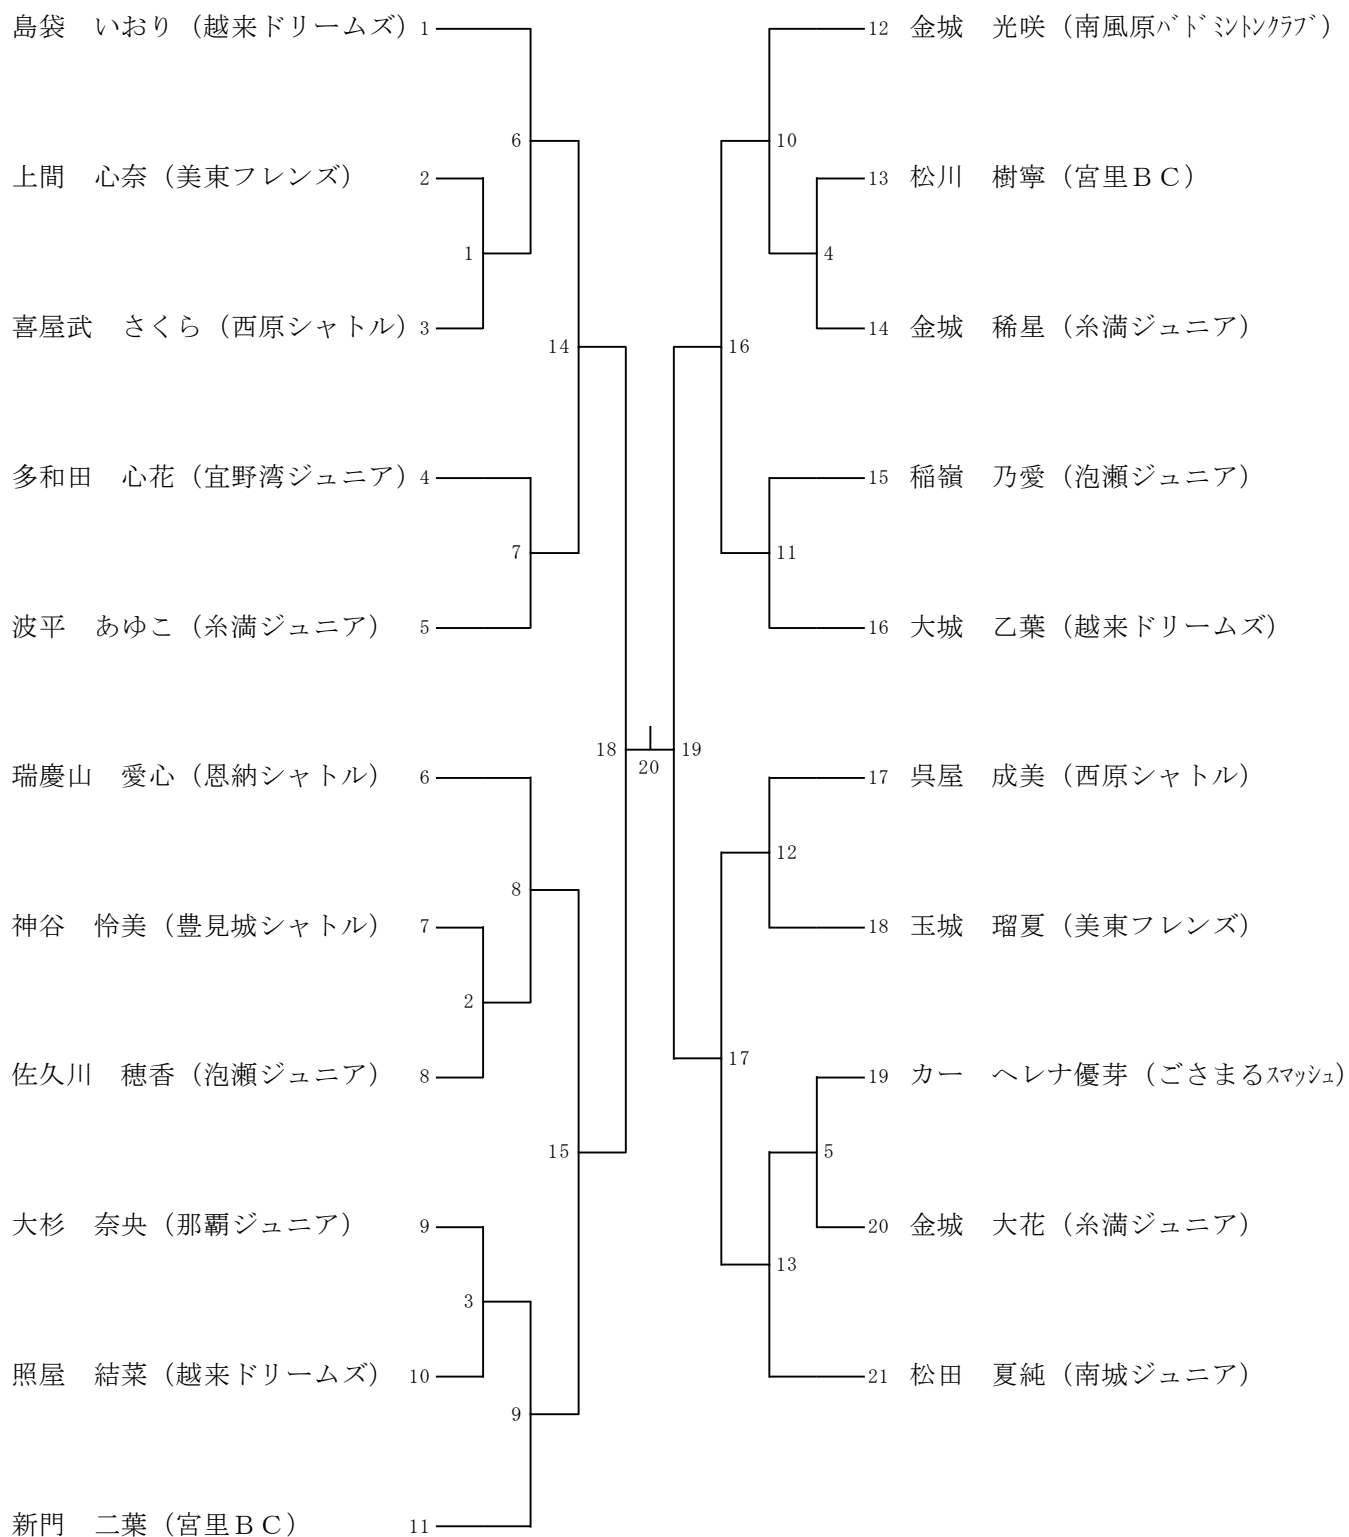 島袋　いおり（越来ドリームズ） 1
6
上間　心奈（美東フレンズ） 2
1
喜屋武　さくら（西原シャトル） 3
14
多和田　心花（宜野湾ジュニア） 4
7
波平　あゆこ（糸満ジュニア） 5
18
20
瑞慶山　愛心（恩納シャトル） 6
8
神谷　怜美（豊見城シャトル） 7
2
佐久川　穂香（泡瀬ジュニア） 8
15
大杉　奈央（那覇ジュニア） 9
3
照屋　結菜（越来ドリームズ） 10
9
新門　二葉（宮里ＢＣ） 11
12 金城　光咲（南風原ﾊﾞﾄﾞﾐﾝﾄﾝｸﾗﾌﾞ）
10
13 松川　樹寧（宮里ＢＣ）
4
14 金城　稀星（糸満ジュニア）
16
15 稲嶺　乃愛（泡瀬ジュニア）
11
16 大城　乙葉（越来ドリームズ）
19
17 呉屋　成美（西原シャトル）
12
18 玉城　瑠夏（美東フレンズ）
17
19 カー　ヘレナ優芽（ごさまるｽﾏｯｼｭ）
5
20 金城　大花（糸満ジュニア）
13
21 松田　夏純（南城ジュニア）